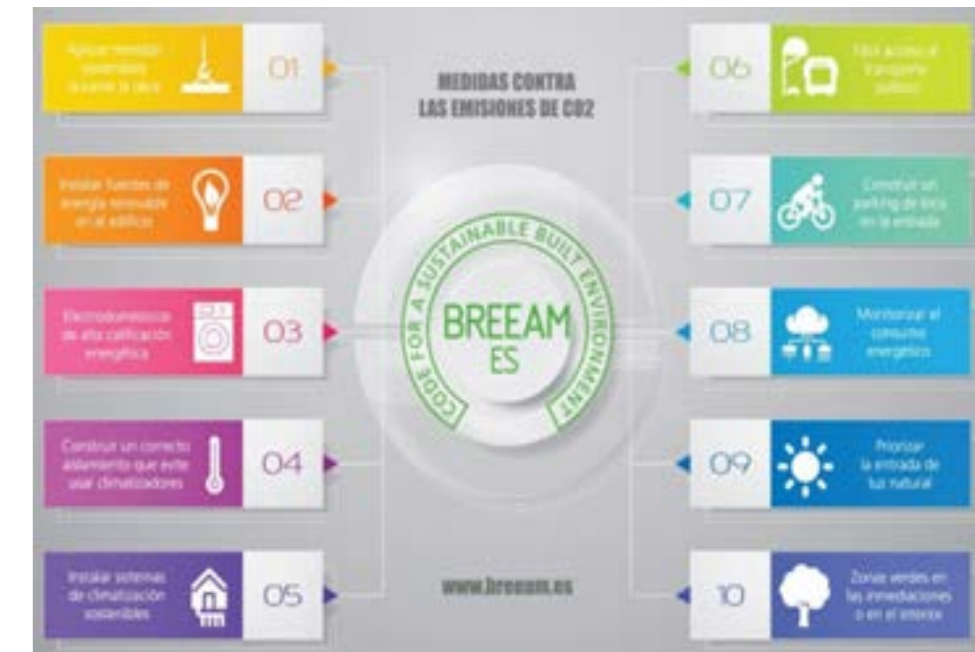 MEDIDAS CONTRA
LAS EMISIONES DE CO2
Aplicar medidas
sostenibles
durante la obra
01
Instalar fuentes de
energía renovable
en el edificio
02
Electrodomésticos
de alta calificación
energética
03
Construir un correcto
aislamiento que evite
usar climatizadores
04
Instalar sistemas
de climatización
sostenibles
05
CODE FOR A SUSTAINABLE BUILT ENVIRONMENT
BREEAM
ES
www.breeam.es
06
Fácil acceso al
transporte
público
07
Construir un
parking de bicis
en la entrada
08
Monitorizar el
consumo
energético
09
Priorizar
la entrada de
luz natural
10
Zonas verdes en
las inmediaciones
o en el interior